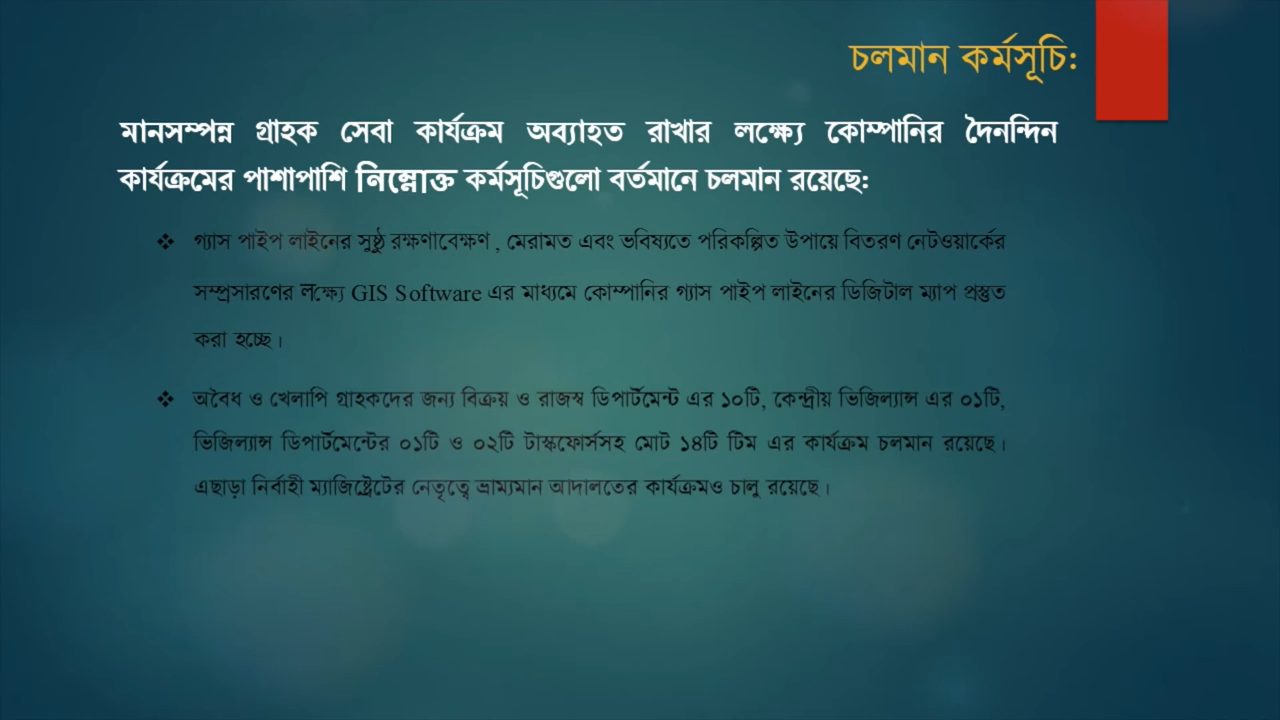 চলমান কর্মসূচি:
মানসম্পন্ন গ্রাহক সেবা কার্যক্রম অব্যাহত রাখার লক্ষ্যে কোম্পানির দৈনন্দিন
কার্যক্রমের পাশাপাশি নিম্নোক্ত কর্মসূচিগুলো বর্তমানে চলমান রয়েছে:
❖ গ্যাস পাইপ লাইনের সুষ্ঠু রক্ষণাবেক্ষণ , মেরামত এবং ভবিষ্যতে পরিকল্পিত উপায়ে বিতরণ নেটওয়ার্কের
সম্প্রসারণের লক্ষ্যে GIS Software এর মাধ্যমে কোম্পানির গ্যাস পাইপ লাইনের ডিজিটাল ম্যাপ প্রস্তুত
করা হচ্ছে।
❖ অবৈধ ও খেলাপি গ্রাহকদের জন্য বিক্রয় ও রাজস্ব ডিপার্টমেন্ট এর ১০টি, কেন্দ্রীয় ভিজিল্যান্স এর ০১টি,
ভিজিল্যান্স ডিপার্টমেন্টের ০১টি ও ০২টি টাস্কফোর্সসহ মোট ১৪টি টিম এর কার্যক্রম চলমান রয়েছে।
এছাড়া নির্বাহী ম্যাজিস্ট্রেটের নেতৃত্বে ভ্রাম্যমান আদালতের কার্যক্রমও চালু রয়েছে।